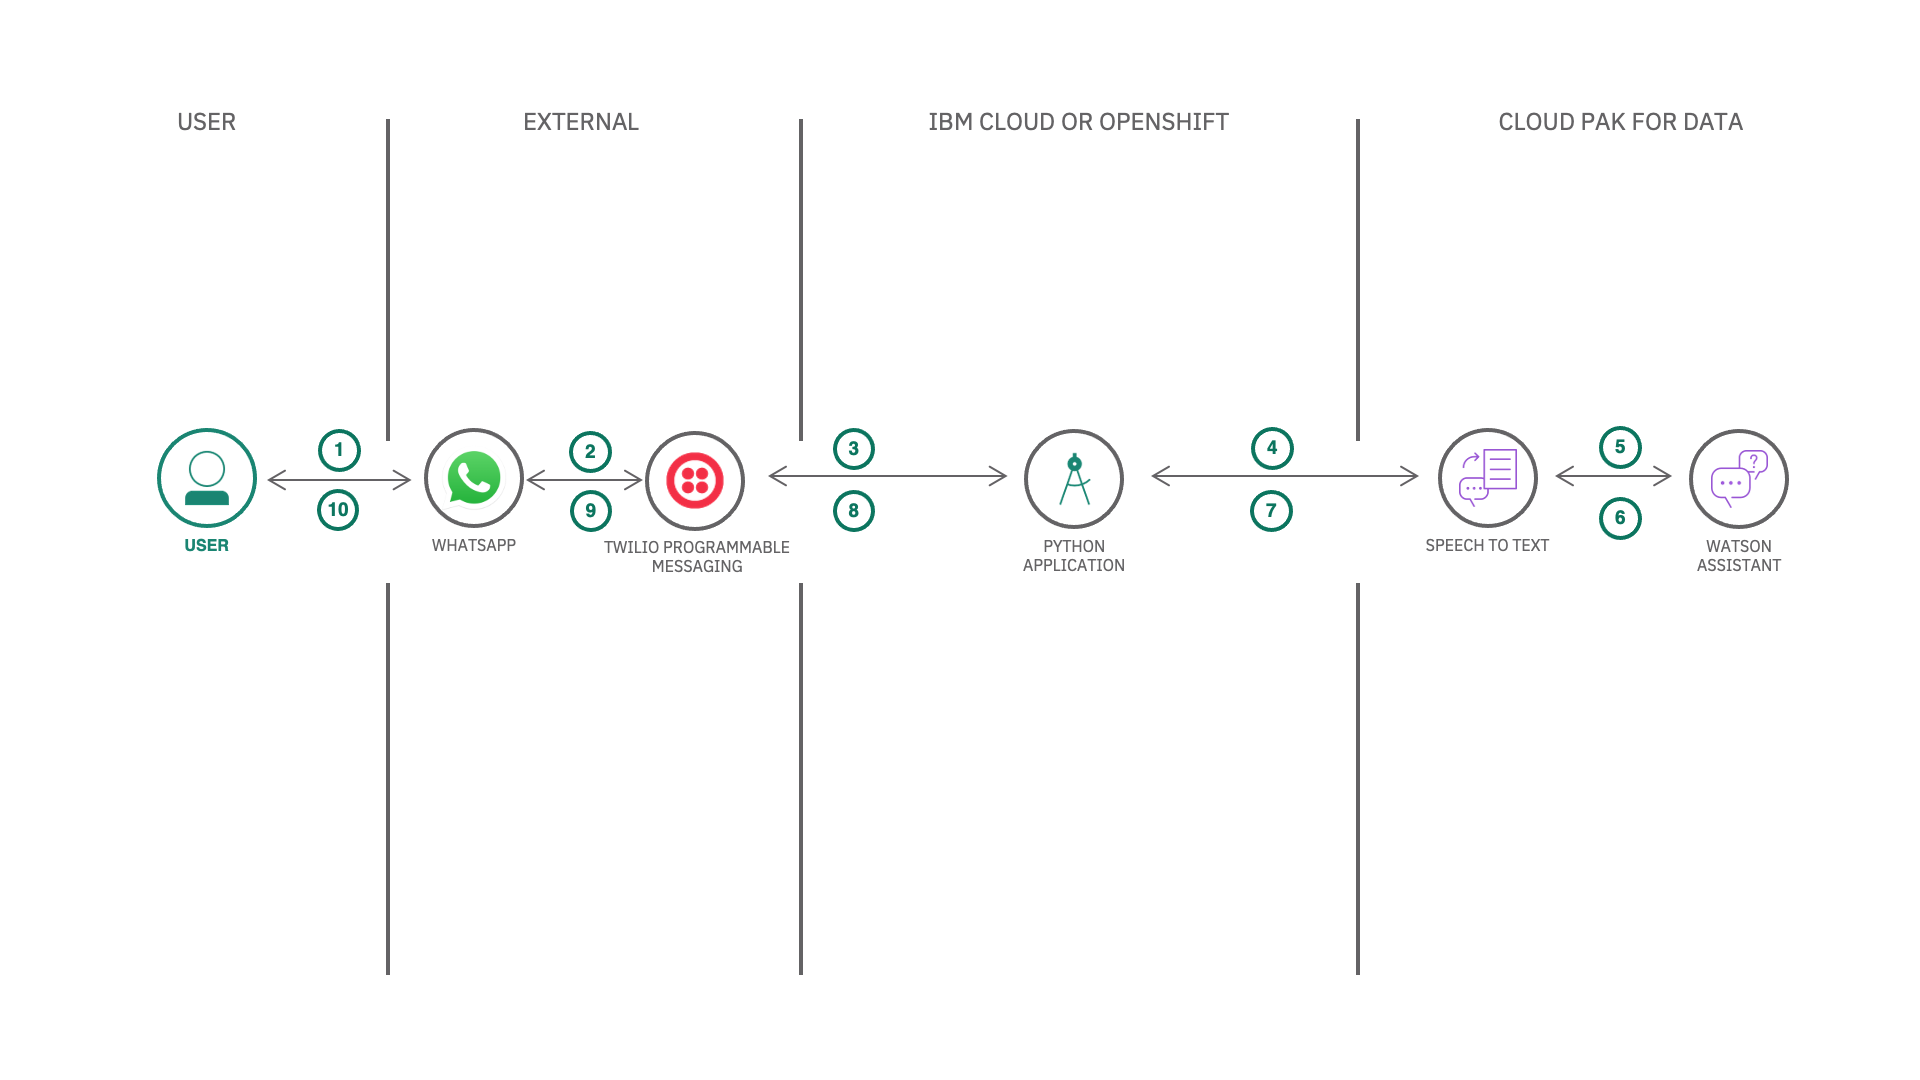 USER
EXTERNAL
IBM CLOUD OR OPENSHIFT
CLOUD PAK FOR DATA
1
2
3
4
5
10
9
8
7
6
?
USER
WHATSAPP
TWILIO PROGRAMMABLE
MESSAGING
PYTHON
APPLICATION
SPEECH TO TEXT
WATSON
ASSISTANT